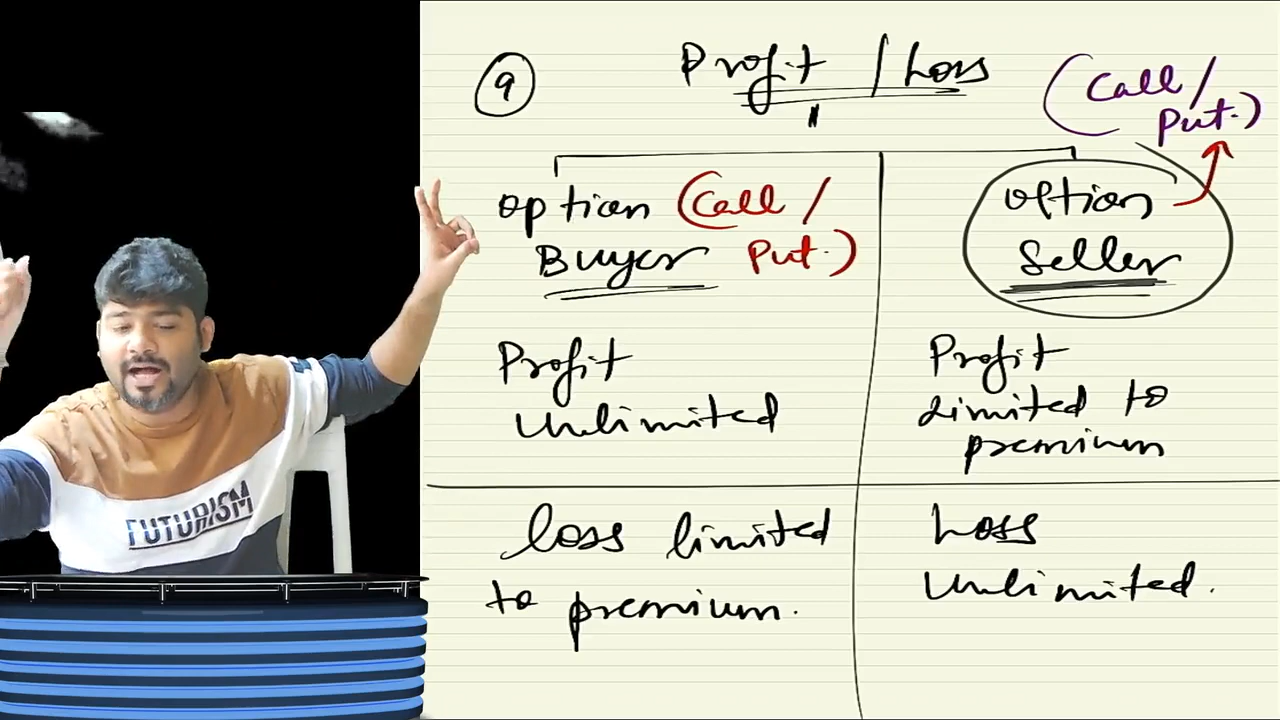 9
Profit / Loss
(Call /
Put.)
option (Call /
Buyer Put.)
option
Seller
Profit
Unlimited
Profit
limited to
premium
loss limited
to premium.
Loss
Unlimited.
FUTURISM